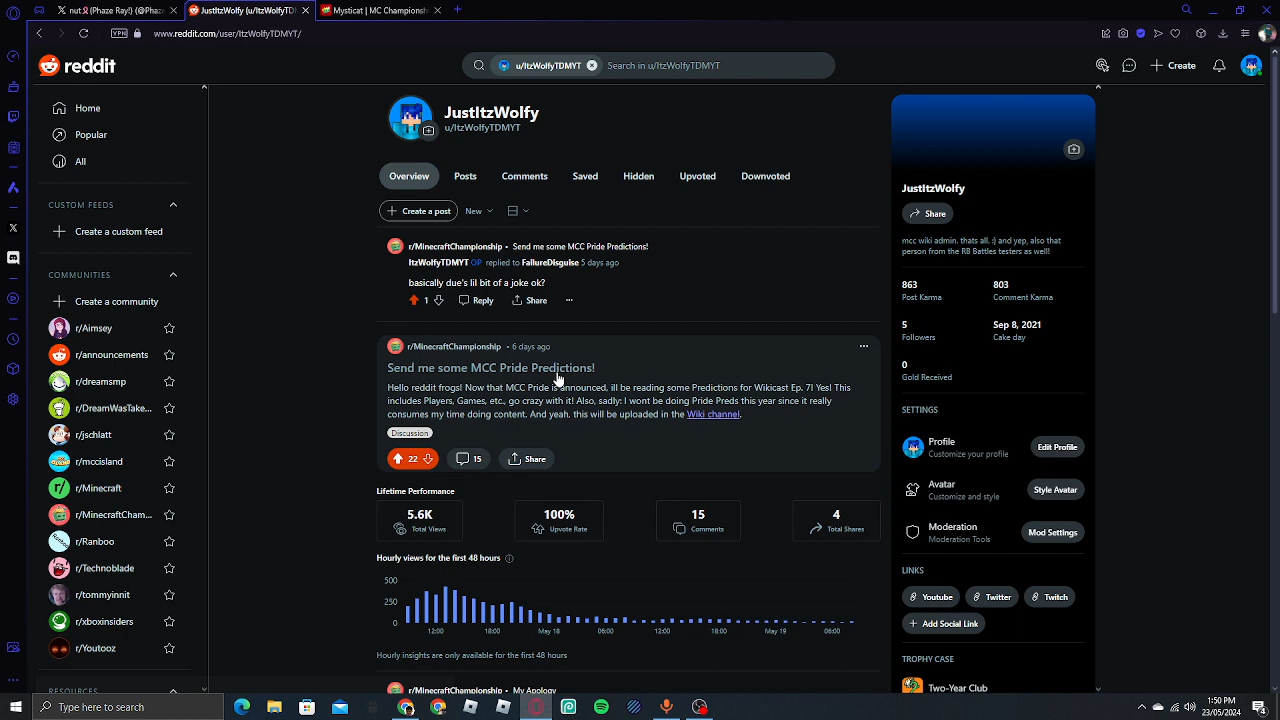 nut Phaze Ray!) (@Phaze
JustItzWolfy (u/ItzWolfyTD
Mysticat | MC Championsh
VPN
www.reddit.com/user/ItzWolfyTDMYT/
reddit
u/ItzWolfyTDMYT
Search in u/ItzWolfyTDMYT
Create
Home
Popular
All
CUSTOM FEEDS
Create a custom feed
COMMUNITIES
Create a community
r/Aimsey
r/announcements
r/dreamsmp
r/DreamWasTake...
r/jschlatt
r/mccisland
r/Minecraft
r/MinecraftCham...
r/Ranboo
r/Technoblade
r/tommyinnit
r/xboxinsiders
r/Youtooz
RESOURCES
JustItzWolfy
u/ItzWolfyTDMYT
Overview
Posts
Comments
Saved
Hidden
Upvoted
Downvoted
Create a post
New
r/MinecraftChampionship • Send me some MCC Pride Predictions!
ItzWolfyTDMYT OP replied to FailureDisguise 5 days ago
basically due's lil bit of a joke ok?
1
Reply
Share
r/MinecraftChampionship • 6 days ago
Send me some MCC Pride Predictions!
Hello reddit frogs! Now that MCC Pride is announced, ill be reading some Predictions for Wikicast Ep. 7! Yes! This
includes Players, Games, etc., go crazy with it! Also, sadly! I wont be doing Pride Preds this year since it really
consumes my time doing content. And yeah, this will be uploaded in the Wiki channel.
Discussion
22
15
Share
Lifetime Performance
5.6K
Total Views
100%
Upvote Rate
15
Comments
4
Total Shares
Hourly views for the first 48 hours
500
250
0
12:00
18:00
May 18
06:00
12:00
18:00
May 19
06:00
Hourly insights are only available for the first 48 hours
r/MinecraftChampionship • My Apology
JustItzWolfy
Share
mcc wiki admin. thats all. :) and yep, also that
person from the RB Battles testers as well!
863
Post Karma
803
Comment Karma
5
Followers
Sep 8, 2021
Cake day
0
Gold Received
SETTINGS
Profile
Customize your profile
Edit Profile
Avatar
Customize and style
Style Avatar
Moderation
Moderation Tools
Mod Settings
LINKS
Youtube
Twitter
Twitch
Add Social Link
TROPHY CASE
Two-Year Club
Type here to search
1:50 PM
23/05/2024